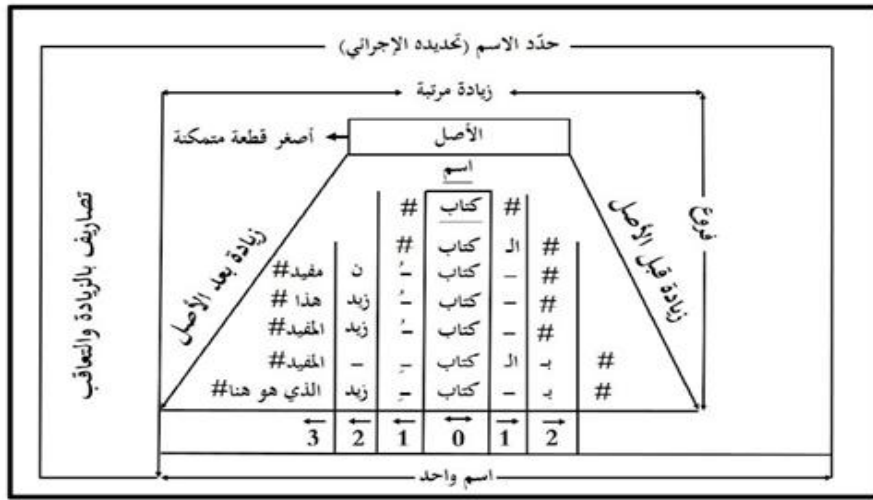 حدّد الاسم (تحديده الإجرائي)
زيادة مرتبة
الأصل
أصغر قطعة متمكنة
اسم
# كتاب #
# الـ كتاب #
# – كتاب ـُ ن مفيد#
# – كتاب ـُ زيد هذا #
# – كتاب ـُ زيد المفيد#
# بـ الـ كتاب ـِ – المفيد#
# بـ – كتاب ـِ زيد الذي هو هنا#
2 1 0 1 2 3
اسم واحد
فروع
زيادة قبل الأصل
زيادة بعد الأصل
تصاريف بالزيادة والتعاقب